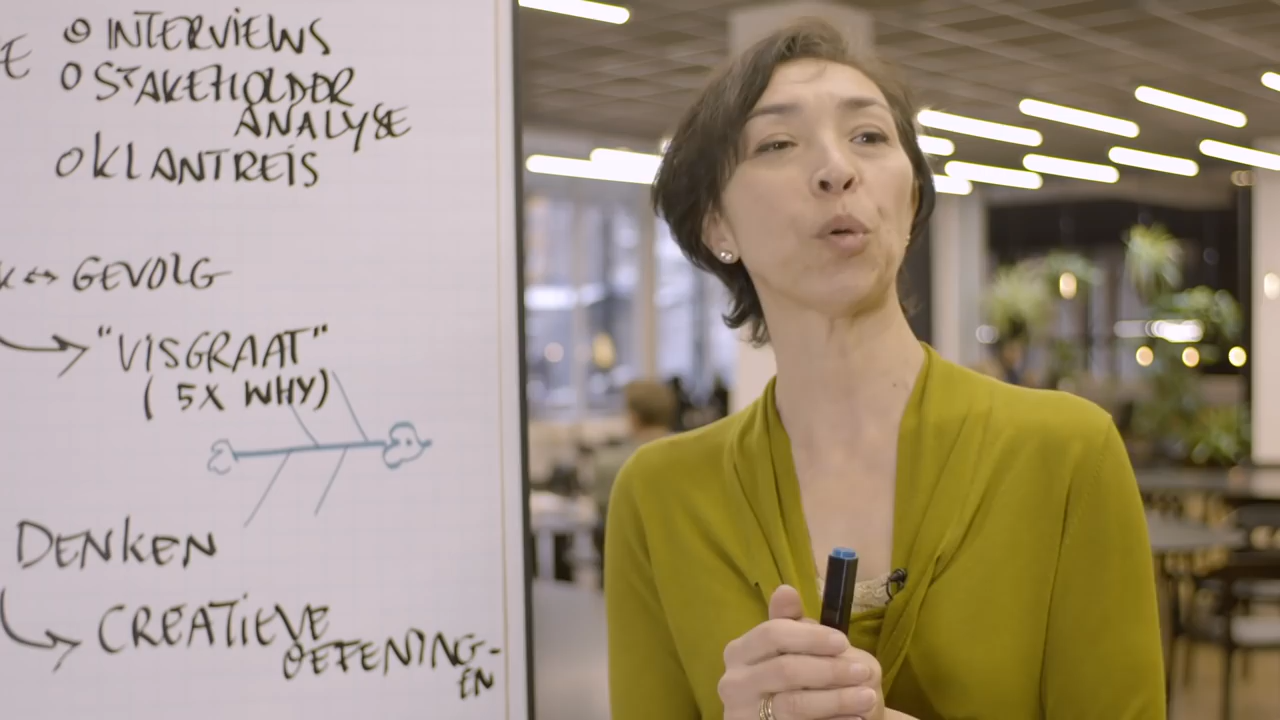 INTERVIEWS
STAKEHOLDER
ANALYSE
KLANTREIS
K ↔ GEVOLG
"VISGRAAT"
(5X WHY)
DENKEN
CREATIEVE
OEFENING-
EN